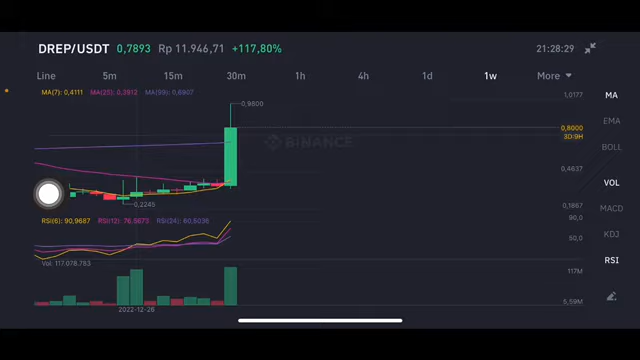 DREP/USDT 0,7893 Rp 11.946,71 +117,80% 21:28:29
Line 5m 15m 30m 1h 4h 1d 1w More
MA(7): 0,4111 MA(25): 0,3912 MA(99): 0,6907
1,0177
MA
0,9800
EMA
0,8000
3D:9H
BINANCE
BOLL
0,4637
VOL
0,2245
0,1867
MACD
RSI(6): 90,9687 RSI(12): 76,5673 RSI(24): 60,5036
90,0
KDJ
50,0
RSI
Vol: 117.078.783
117M
5,59M
2022-12-26